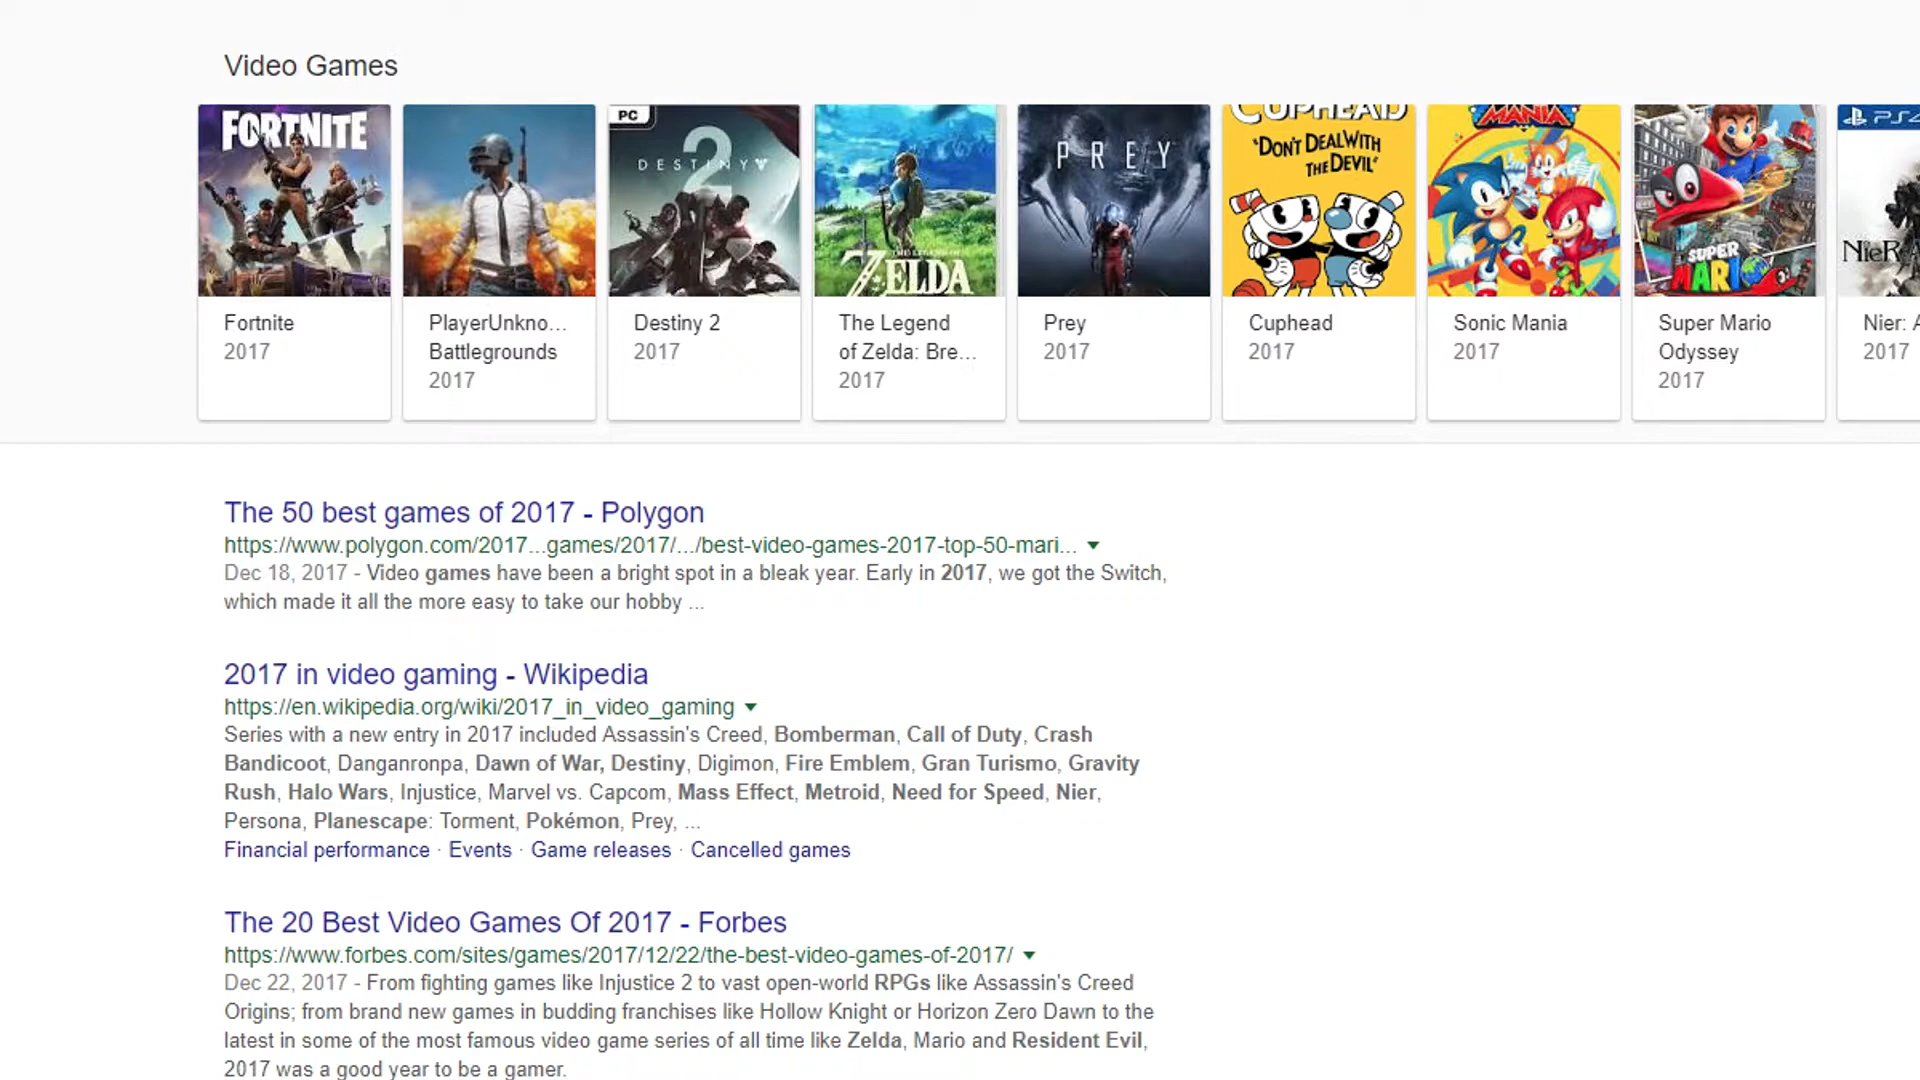 Video Games
FORTNITE
PC
2
DESTINY
THE LEGEND OF
ZELDA
PREY
CUPHEAD
"DON'T DEAL WITH
THE DEVIL"
MANIA
SUPER
MARIO
PS4
NieR
Fortnite
2017
PlayerUnkno...
Battlegrounds
2017
Destiny 2
2017
The Legend
of Zelda: Bre...
2017
Prey
2017
Cuphead
2017
Sonic Mania
2017
Super Mario
Odyssey
2017
Nier: A
2017
The 50 best games of 2017 - Polygon
https://www.polygon.com/2017...games/2017/.../best-video-games-2017-top-50-mari...
Dec 18, 2017 - Video games have been a bright spot in a bleak year. Early in 2017, we got the Switch,
which made it all the more easy to take our hobby ...
2017 in video gaming - Wikipedia
https://en.wikipedia.org/wiki/2017_in_video_gaming
Series with a new entry in 2017 included Assassin's Creed, Bomberman, Call of Duty, Crash
Bandicoot, Danganronpa, Dawn of War, Destiny, Digimon, Fire Emblem, Gran Turismo, Gravity
Rush, Halo Wars, Injustice, Marvel vs. Capcom, Mass Effect, Metroid, Need for Speed, Nier,
Persona, Planescape: Torment, Pokémon, Prey, ...
Financial performance · Events · Game releases · Cancelled games
The 20 Best Video Games Of 2017 - Forbes
https://www.forbes.com/sites/games/2017/12/22/the-best-video-games-of-2017/
Dec 22, 2017 - From fighting games like Injustice 2 to vast open-world RPGs like Assassin's Creed
Origins; from brand new games in budding franchises like Hollow Knight or Horizon Zero Dawn to the
latest in some of the most famous video game series of all time like Zelda, Mario and Resident Evil,
2017 was a good year to be a gamer.